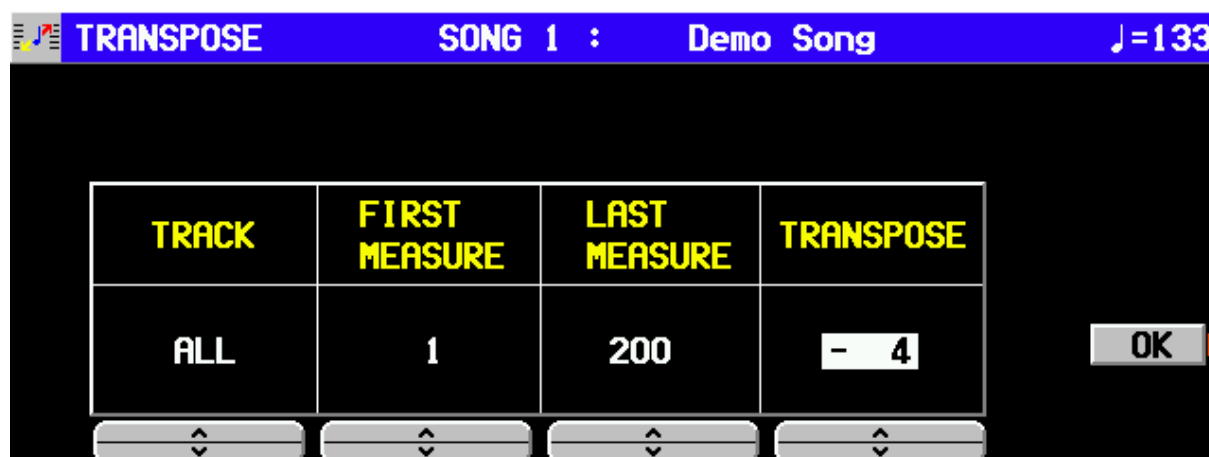 TRANSPOSE SONG 1 : Demo Song ♩=133
TRACK FIRST MEASURE LAST MEASURE TRANSPOSE
ALL 1 200 - 4
OK